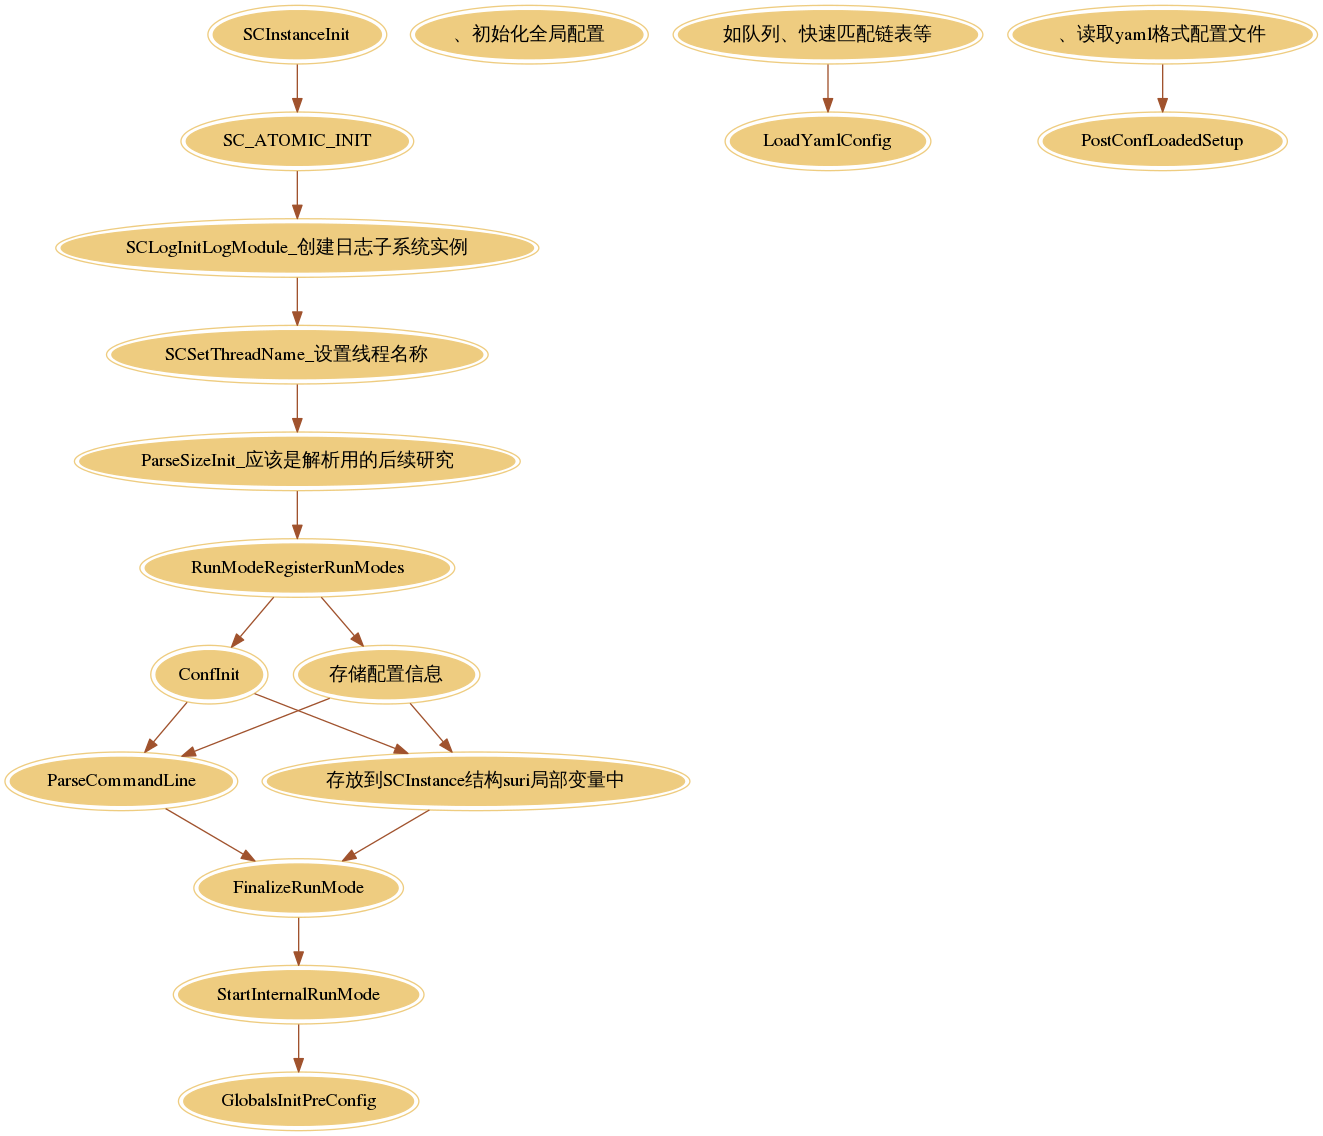 SCInstanceInit
、初始化全局配置
如队列、快速匹配链表等
、读取yaml格式配置文件
SC_ATOMIC_INIT
LoadYamlConfig
PostConfLoadedSetup
SCLogInitLogModule_创建日志子系统实例
SCSetThreadName_设置线程名称
ParseSizeInit_应该是解析用的后续研究
RunModeRegisterRunModes
ConfInit
存储配置信息
ParseCommandLine
存放到SCInstance结构suri局部变量中
FinalizeRunMode
StartInternalRunMode
GlobalsInitPreConfig